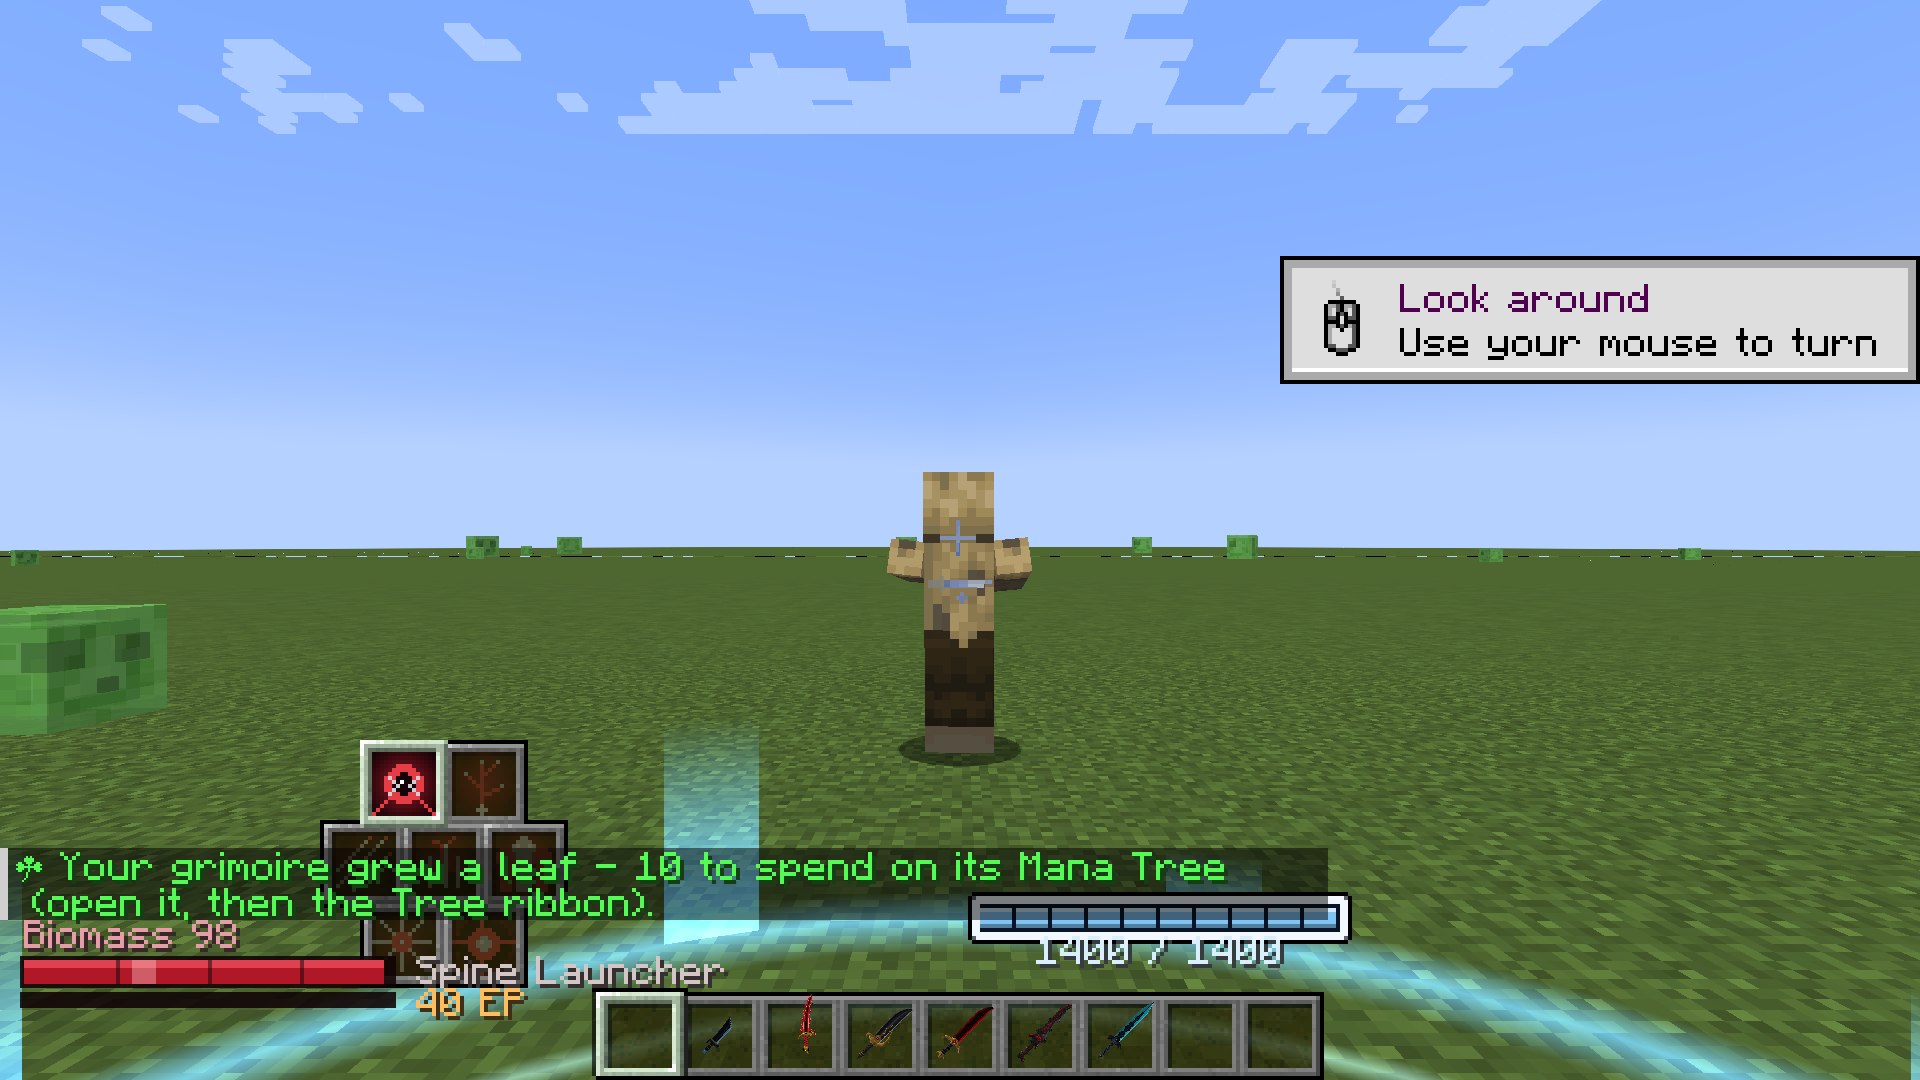 Look around
Use your mouse to turn
☘ Your grimoire grew a leaf – 10 to spend on its Mana Tree
(open it, then the Tree ribbon).
Biomass 98
1400 / 1400
Spine Launcher
40 EP